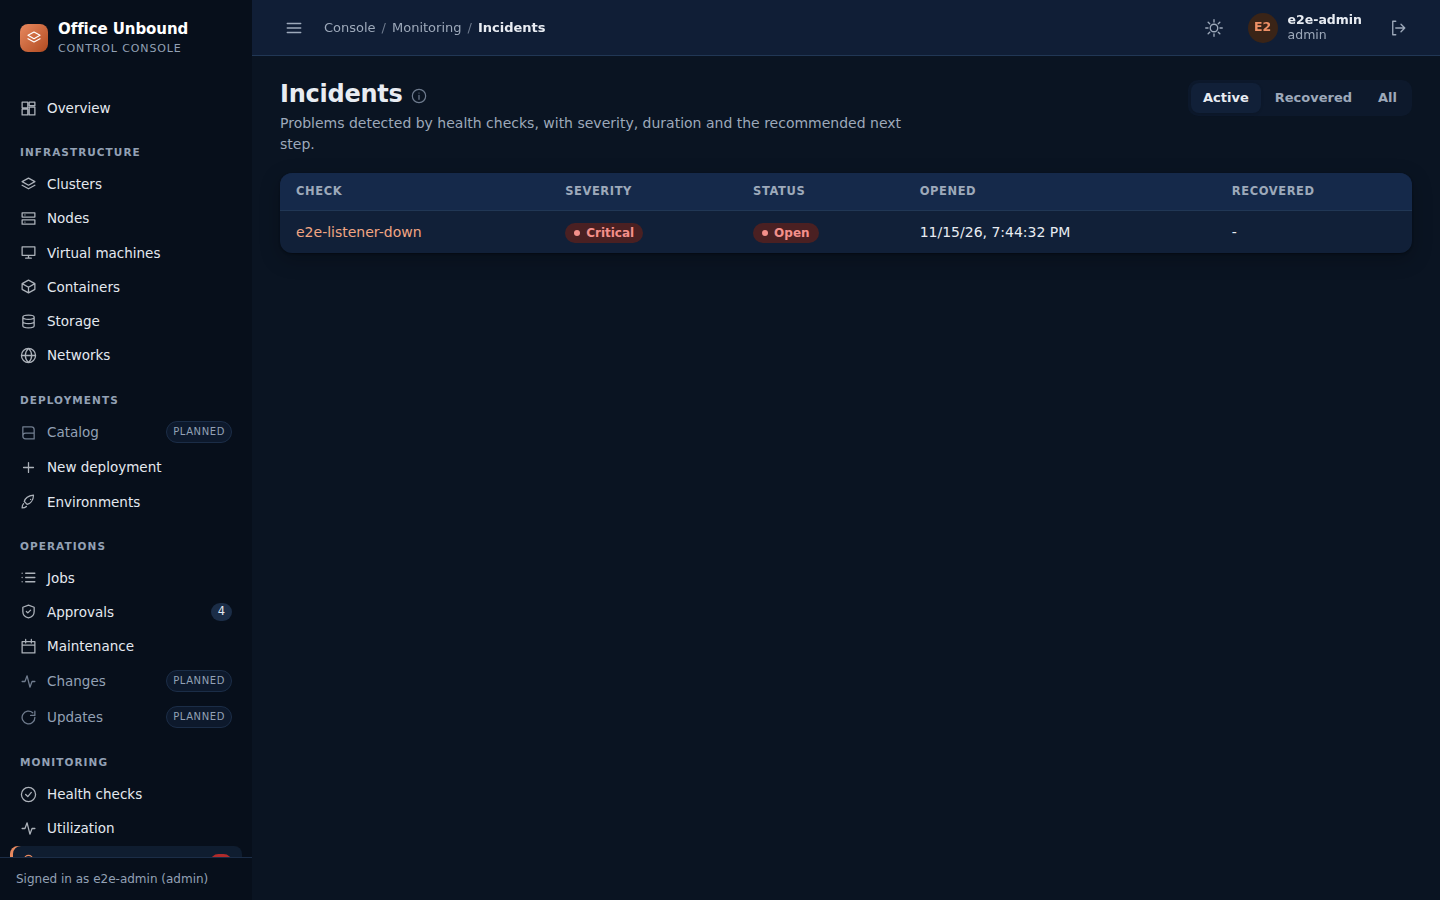 Office Unbound
CONTROL CONSOLE
Overview
INFRASTRUCTURE
Clusters
Nodes
Virtual machines
Containers
Storage
Networks
DEPLOYMENTS
Catalog PLANNED
New deployment
Environments
OPERATIONS
Jobs
Approvals 4
Maintenance
Changes PLANNED
Updates PLANNED
MONITORING
Health checks
Utilization
Signed in as e2e-admin (admin)
Console / Monitoring / Incidents
E2 e2e-admin
admin
Incidents
Problems detected by health checks, with severity, duration and the recommended next
step.
Active Recovered All
CHECK SEVERITY STATUS OPENED RECOVERED
e2e-listener-down Critical Open 11/15/26, 7:44:32 PM -